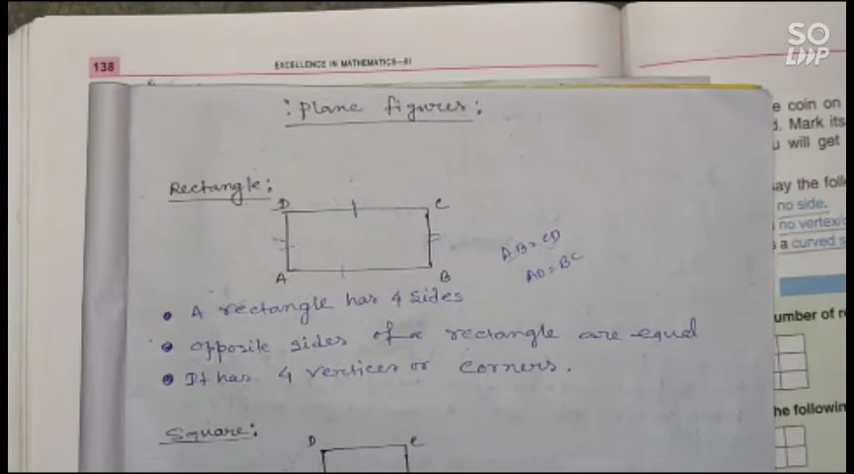 SO
LOOP
138
EXCELLENCE IN MATHEMATICS—III
: Plane figures :
Rectangle :
D C
A B
AB = CD
AD = BC
• A rectangle has 4 sides
• opposite sides of a rectangle are equal
• It has 4 vertices or corners.
Square :
D C
e coin on
d. Mark its
u will get
say the foll
no side.
no vertex/c
a curved s
umber of r
he followin